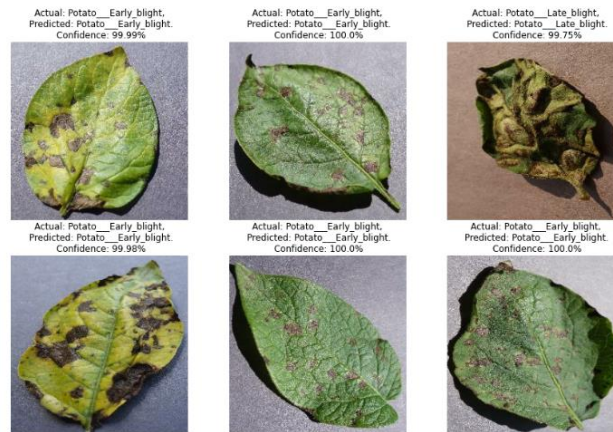 Actual: Potato___Early_blight,
Predicted: Potato___Early_blight.
Confidence: 99.99%
Actual: Potato___Early_blight,
Predicted: Potato___Early_blight.
Confidence: 100.0%
Actual: Potato___Late_blight,
Predicted: Potato___Late_blight.
Confidence: 99.75%
Actual: Potato___Early_blight,
Predicted: Potato___Early_blight.
Confidence: 99.98%
Actual: Potato___Early_blight,
Predicted: Potato___Early_blight.
Confidence: 100.0%
Actual: Potato___Early_blight,
Predicted: Potato___Early_blight.
Confidence: 100.0%